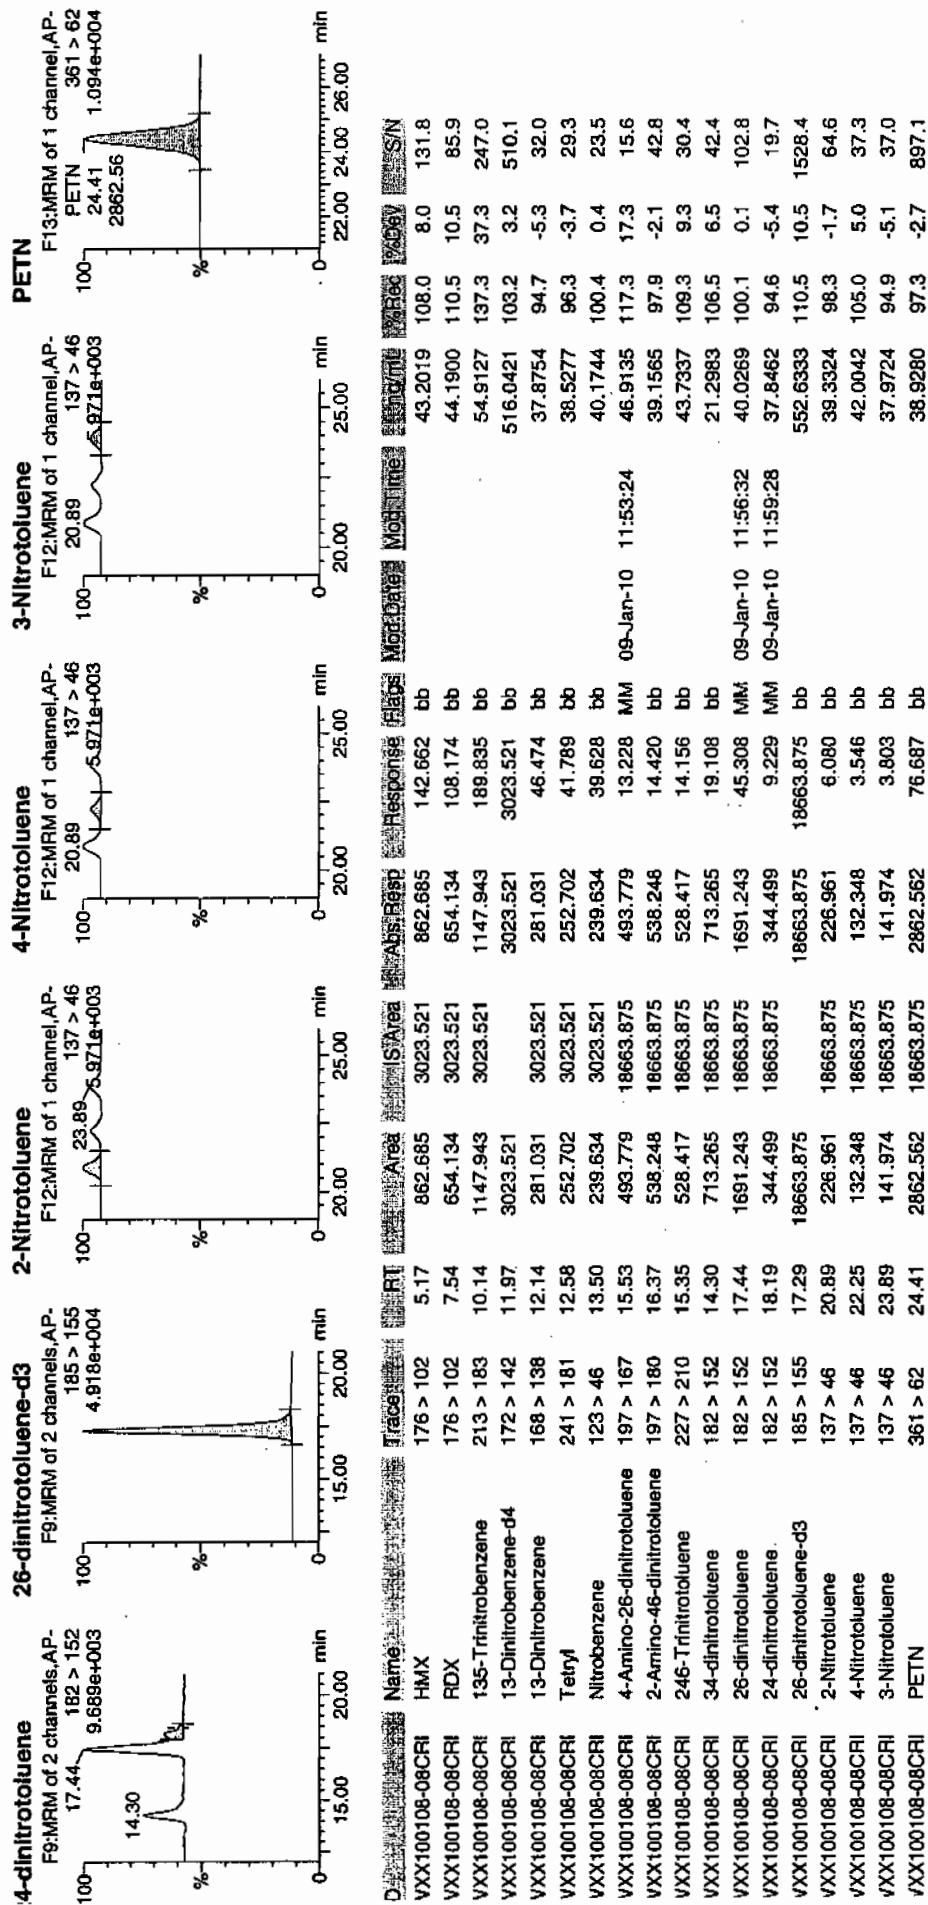 4-dinitrotoluene
F9:MRM of 2 channels,AP-
182 > 152
9.689e+003
17.44
14.30
100
%
0
15.00 20.00 min
26-dinitrotoluene-d3
F9:MRM of 2 channels,AP-
185 > 155
4.918e+004
100
%
0
15.00 20.00 min
2-Nitrotoluene
F12:MRM of 1 channel,AP-
137 > 46
5.971e+003
23.89
100
%
0
20.00 25.00 min
4-Nitrotoluene
F12:MRM of 1 channel,AP-
137 > 46
5.971e+003
20.89
100
%
0
20.00 25.00 min
3-Nitrotoluene
F12:MRM of 1 channel,AP-
137 > 46
5.971e+003
20.89
100
%
0
20.00 25.00 min
PETN
F13:MRM of 1 channel,AP-
361 > 62
1.094e+004
PETN
24.41
2862.56
100
%
0
22.00 24.00 26.00 min
Name Trace RT Area IS Area Abs.Resp Response Flags Mod.Date Mod.Time ng/mL %Rec %Dev S/N
VXX100108-08CRI HMX 176 > 102 5.17 862.685 3023.521 862.685 142.662 bb 43.2019 108.0 8.0 131.8
VXX100108-08CRI RDX 176 > 102 7.54 654.134 3023.521 654.134 108.174 bb 44.1900 110.5 10.5 85.9
VXX100108-08CRI 135-Trinitrobenzene 213 > 183 10.14 1147.943 3023.521 1147.943 189.835 bb 54.9127 137.3 37.3 247.0
VXX100108-08CRI 13-Dinitrobenzene-d4 172 > 142 11.97 3023.521 3023.521 3023.521 bb 516.0421 103.2 3.2 510.1
VXX100108-08CRI 13-Dinitrobenzene 168 > 138 12.14 281.031 3023.521 281.031 46.474 bb 37.8754 94.7 -5.3 32.0
VXX100108-08CRI Tetryl 241 > 181 12.58 252.702 3023.521 252.702 41.789 bb 38.5277 96.3 -3.7 29.3
VXX100108-08CRI Nitrobenzene 123 > 46 13.50 239.634 3023.521 239.634 39.628 bb 40.1744 100.4 0.4 23.5
VXX100108-08CRI 4-Amino-26-dinitrotoluene 197 > 167 15.53 493.779 18663.875 493.779 13.228 MM 09-Jan-10 11:53:24 46.9135 117.3 17.3 15.6
VXX100108-08CRI 2-Amino-46-dinitrotoluene 197 > 180 16.37 538.248 18663.875 538.248 14.420 bb 39.1565 97.9 -2.1 42.8
VXX100108-08CRI 246-Trinitrotoluene 227 > 210 15.35 528.417 18663.875 528.417 14.156 bb 43.7337 109.3 9.3 30.4
VXX100108-08CRI 34-dinitrotoluene 182 > 152 14.30 713.265 18663.875 713.265 19.108 bb 21.2983 106.5 6.5 42.4
VXX100108-08CRI 26-dinitrotoluene 182 > 152 17.44 1691.243 18663.875 1691.243 45.308 MM 09-Jan-10 11:56:32 40.0269 100.1 0.1 102.8
VXX100108-08CRI 24-dinitrotoluene 182 > 152 18.19 344.499 18663.875 344.499 9.229 MM 09-Jan-10 11:59:28 37.8462 94.6 -5.4 19.7
VXX100108-08CRI 26-dinitrotoluene-d3 185 > 155 17.29 18663.875 18663.875 18663.875 bb 552.6333 110.5 10.5 1528.4
VXX100108-08CRI 2-Nitrotoluene 137 > 46 20.89 226.961 18663.875 226.961 6.080 bb 39.3324 98.3 -1.7 64.6
VXX100108-08CRI 4-Nitrotoluene 137 > 46 22.25 132.348 18663.875 132.348 3.546 bb 42.0042 105.0 5.0 37.3
VXX100108-08CRI 3-Nitrotoluene 137 > 46 23.89 141.974 18663.875 141.974 3.803 bb 37.9724 94.9 -5.1 37.0
VXX100108-08CRI PETN 361 > 62 24.41 2862.562 18663.875 2862.562 76.687 bb 38.9280 97.3 -2.7 897.1